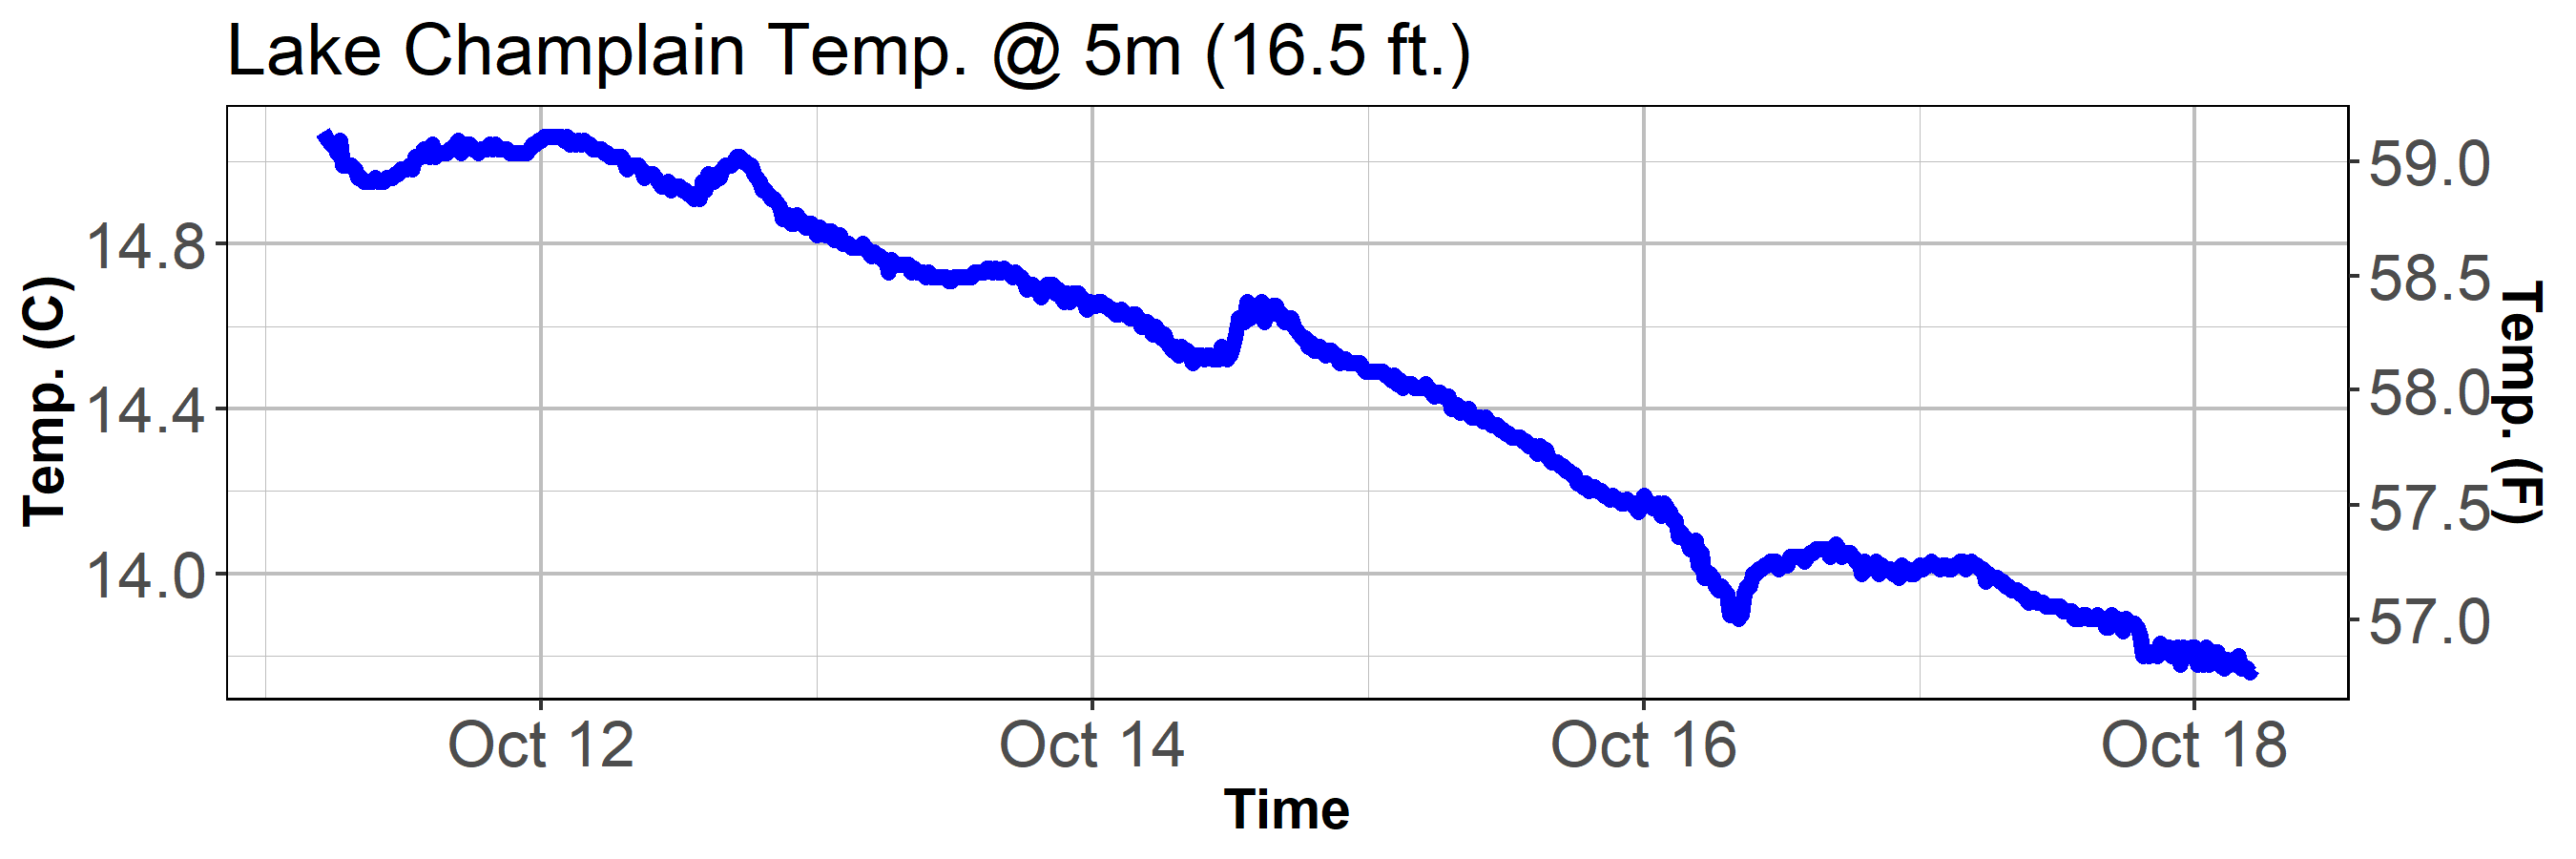 Lake Champlain Temp. @ 5m (16.5 ft.)
Temp. (C)
14.8
14.4
14.0
59.0
58.5
58.0
57.5
57.0
Temp. (F)
Oct 12
Oct 14
Oct 16
Oct 18
Time